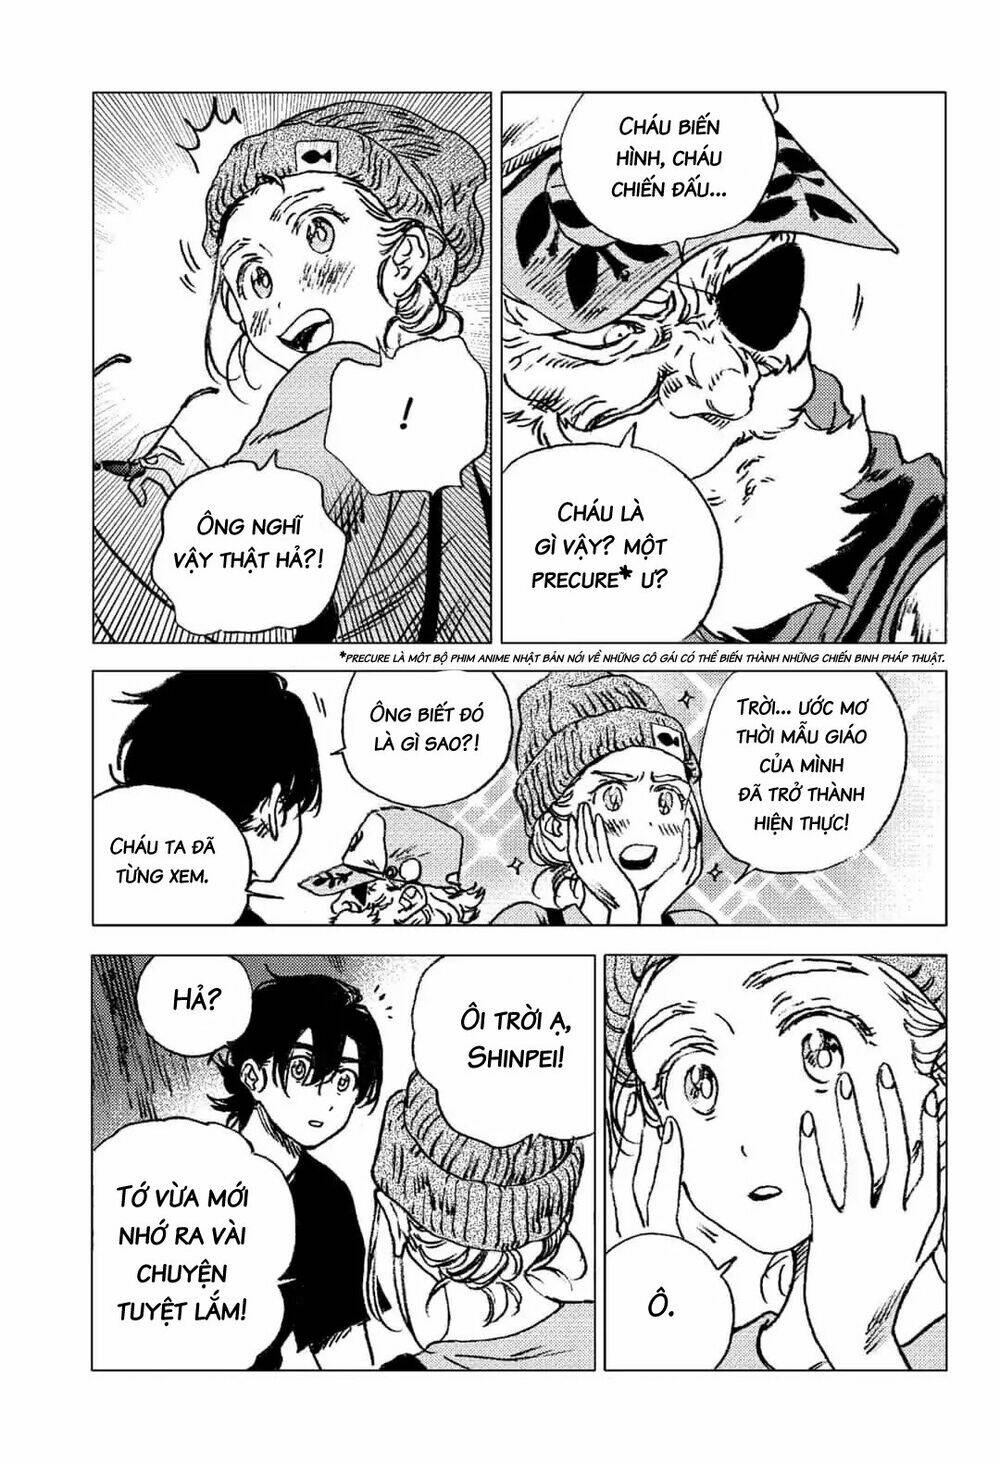 CHÁU BIẾN
HÌNH, CHÁU
CHIẾN ĐẤU...
CHÁU LÀ
GÌ VẬY? MỘT
PRECURE* Ư?
!
ÔNG NGHĨ
VẬY THẬT HẢ?!
*PRECURE LÀ MÔT BỘ PHIM ANIME NHẬT BẢN NÓI VỀ NHỮNG CÔ GÁI CÓ THỂ BIẾN THÀNH NHỮNG CHIẾN BINH PHÁP THUẬT.
TRỜI... ƯỚC MƠ
THỜI MẪU GIÁO
CỦA MÌNH
ĐÃ TRỞ THÀNH
HIỆN THỰC!
ÔNG BIẾT ĐÓ
LÀ GÌ SAO?!
CHÁU TA ĐÃ
TỪNG XEM.
Ô.
ÔI TRỜI Ạ,
SHINPEI!
HẢ?
TỚ VỪA MỚI
NHỚ RA VÀI
CHUYỆN
TUYỆT LẮM!